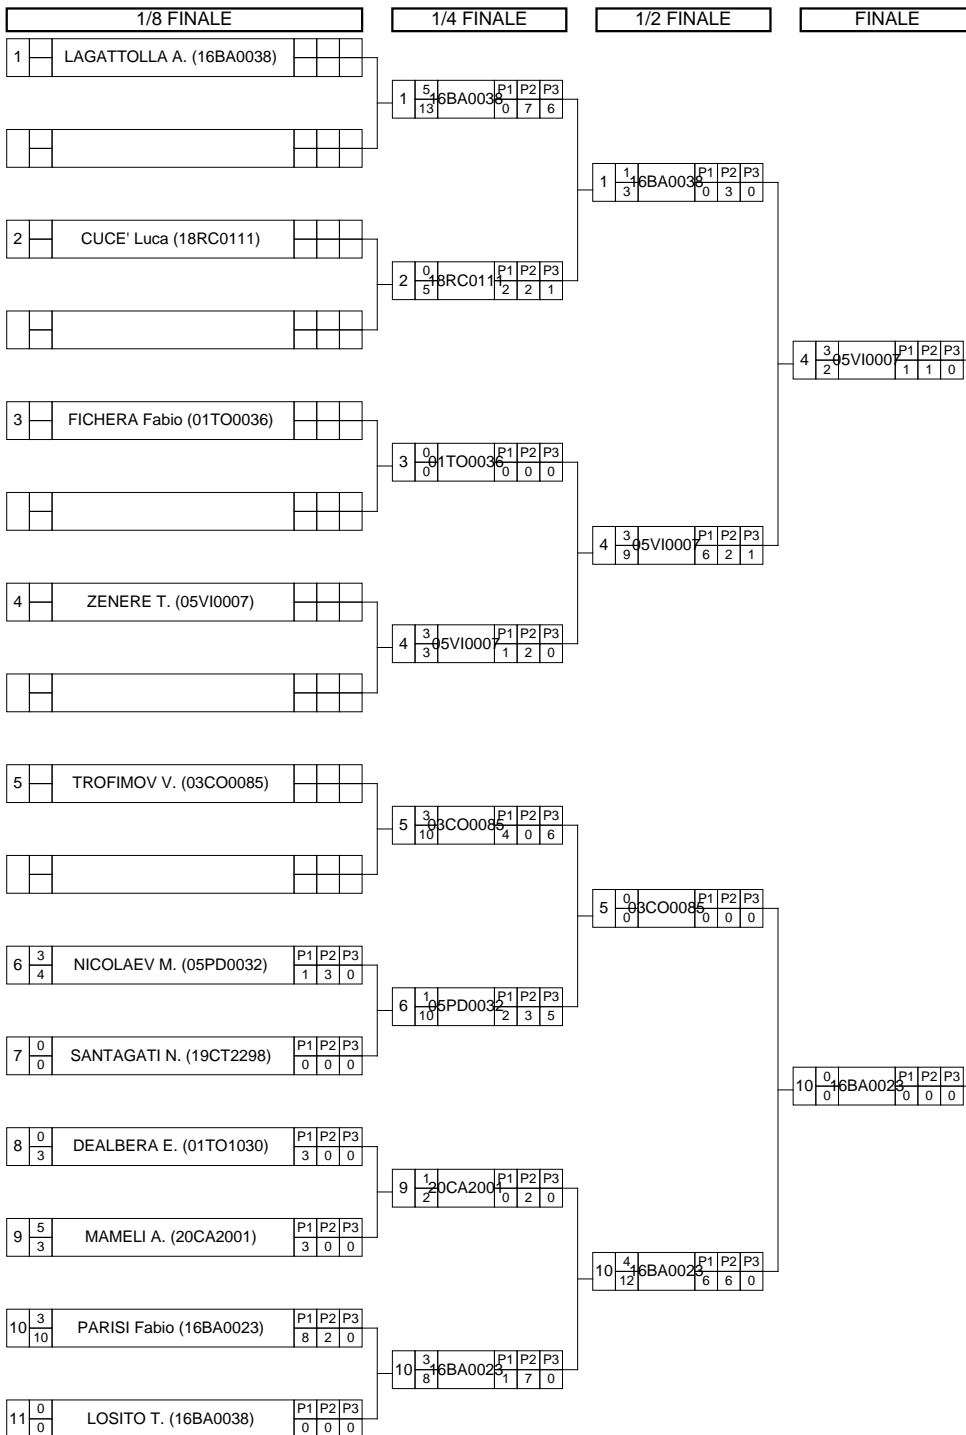 1/8 FINALE 1/4 FINALE 1/2 FINALE FINALE
1 LAGATTOLLA A. (16BA0038)
1 5 13 16BA0038 P1 P2 P3 0 7 6
1 1 3 16BA0038 P1 P2 P3 0 3 0
2 CUCE' Luca (18RC0111)
2 0 5 18RC0111 P1 P2 P3 2 2 1
4 3 2 05VI0007 P1 P2 P3 1 1 0
3 FICHERA Fabio (01TO0036)
3 0 0 01TO0036 P1 P2 P3 0 0 0
4 3 9 05VI0007 P1 P2 P3 6 2 1
4 ZENERE T. (05VI0007)
4 3 3 05VI0007 P1 P2 P3 1 2 0
5 TROFIMOV V. (03CO0085)
5 3 10 03CO0085 P1 P2 P3 4 0 6
5 0 0 03CO0085 P1 P2 P3 0 0 0
6 3 4 NICOLAEV M. (05PD0032) P1 P2 P3 1 3 0
6 1 10 05PD0032 P1 P2 P3 2 3 5
7 0 0 SANTAGATI N. (19CT2298) P1 P2 P3 0 0 0
10 0 0 16BA0023 P1 P2 P3 0 0 0
8 0 3 DEALBERA E. (01TO1030) P1 P2 P3 3 0 0
9 1 2 20CA2001 P1 P2 P3 0 2 0
9 5 3 MAMELI A. (20CA2001) P1 P2 P3 3 0 0
10 4 12 16BA0023 P1 P2 P3 6 6 0
10 3 10 PARISI Fabio (16BA0023) P1 P2 P3 8 2 0
10 3 8 16BA0023 P1 P2 P3 1 7 0
11 0 0 LOSITO T. (16BA0038) P1 P2 P3 0 0 0